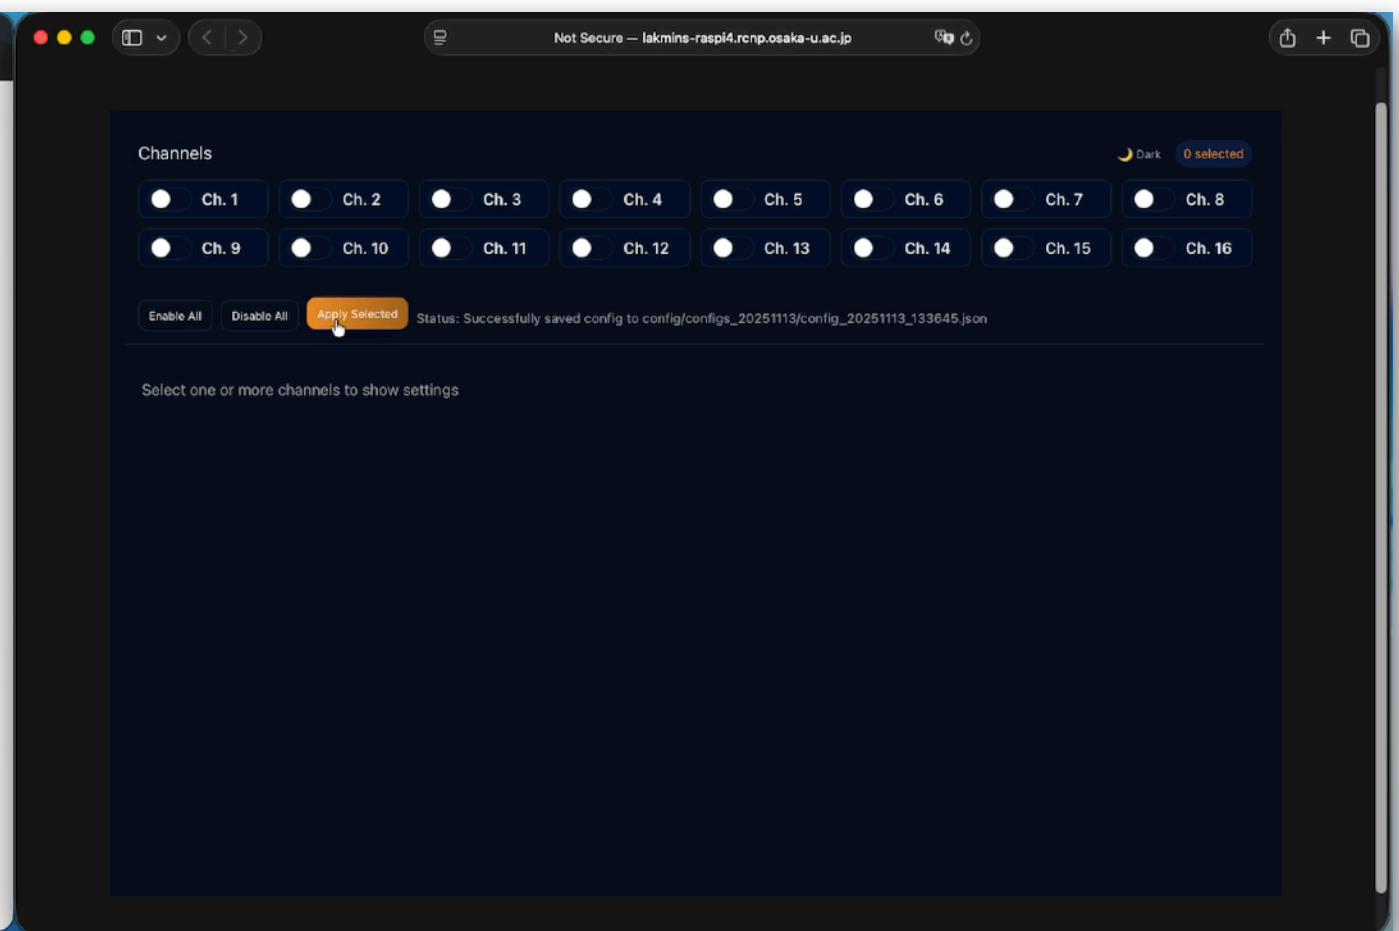 Not Secure — lakmins-raspi4.rcnp.osaka-u.ac.jp
Channels
Dark 0 selected
Ch. 1 Ch. 2 Ch. 3 Ch. 4 Ch. 5 Ch. 6 Ch. 7 Ch. 8
Ch. 9 Ch. 10 Ch. 11 Ch. 12 Ch. 13 Ch. 14 Ch. 15 Ch. 16
Enable All Disable All Apply Selected Status: Successfully saved config to config/configs_20251113/config_20251113_133645.json
Select one or more channels to show settings